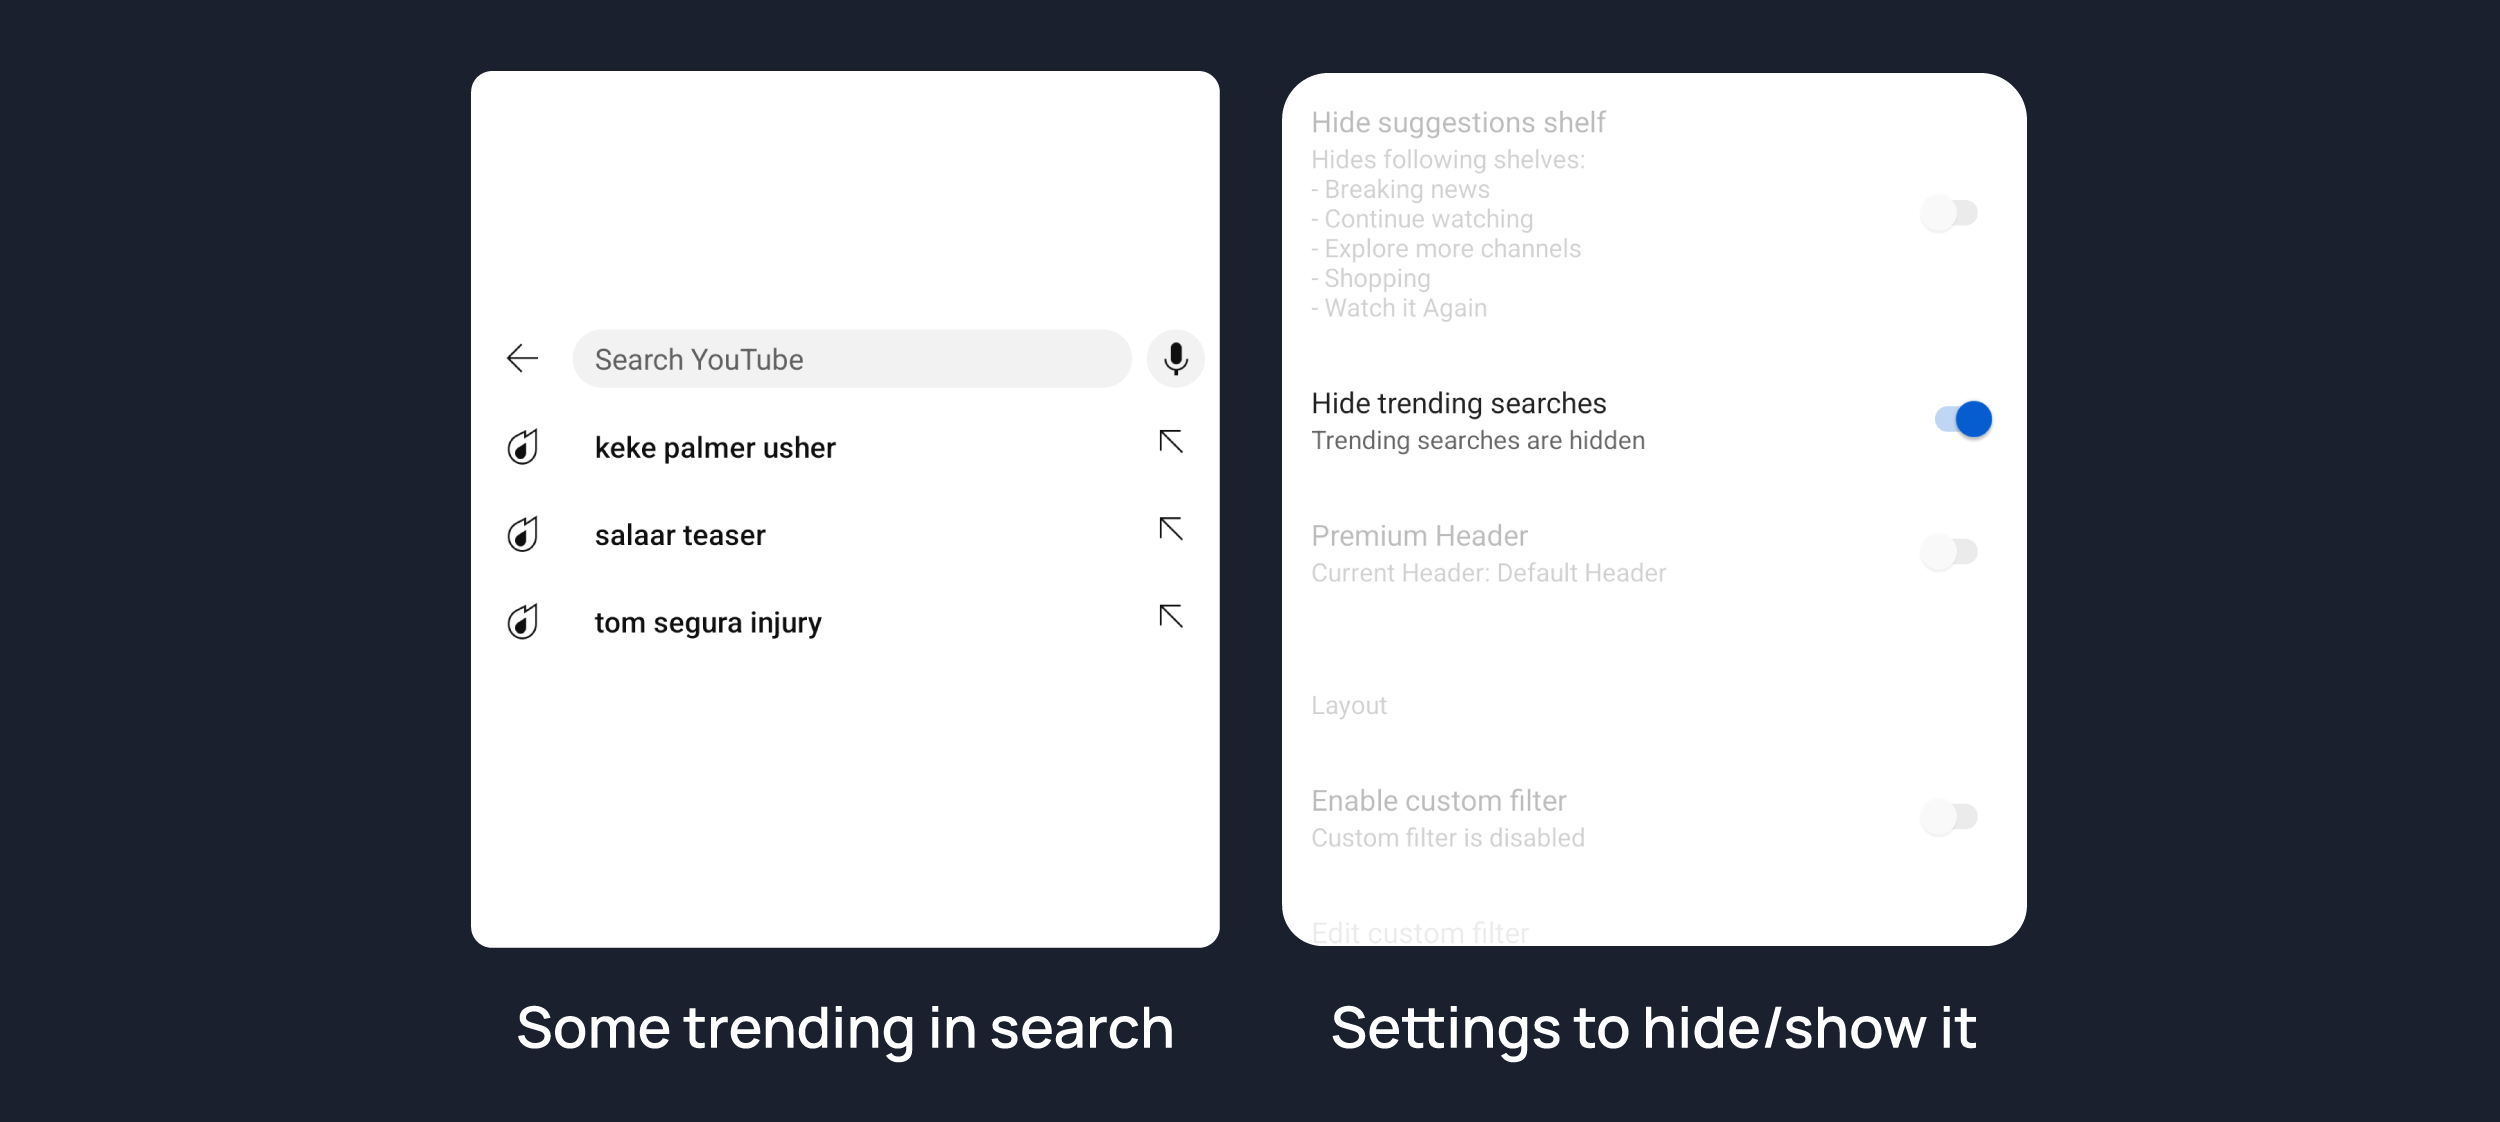 Search YouTube
keke palmer usher
salaar teaser
tom segura injury
Some trending in search
Hide suggestions shelf
Hides following shelves:
- Breaking news
- Continue watching
- Explore more channels
- Shopping
- Watch it Again
Hide trending searches
Trending searches are hidden
Premium Header
Current Header: Default Header
Layout
Enable custom filter
Custom filter is disabled
Edit custom filter
Settings to hide/show it